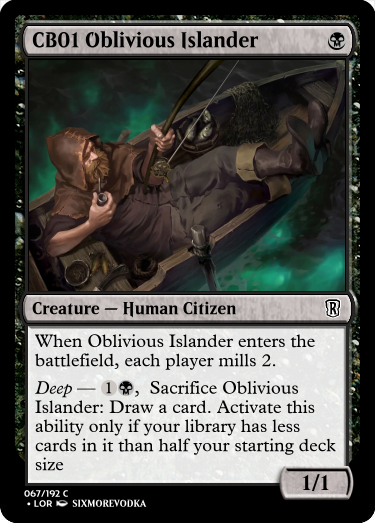 CB01 Oblivious Islander
Creature — Human Citizen
R
When Oblivious Islander enters the
battlefield, each player mills 2.
Deep — 1, Sacrifice Oblivious
Islander: Draw a card. Activate this
ability only if your library has less
cards in it than half your starting deck
size
1/1
067/192 C
• LOR SIXMOREVODKA